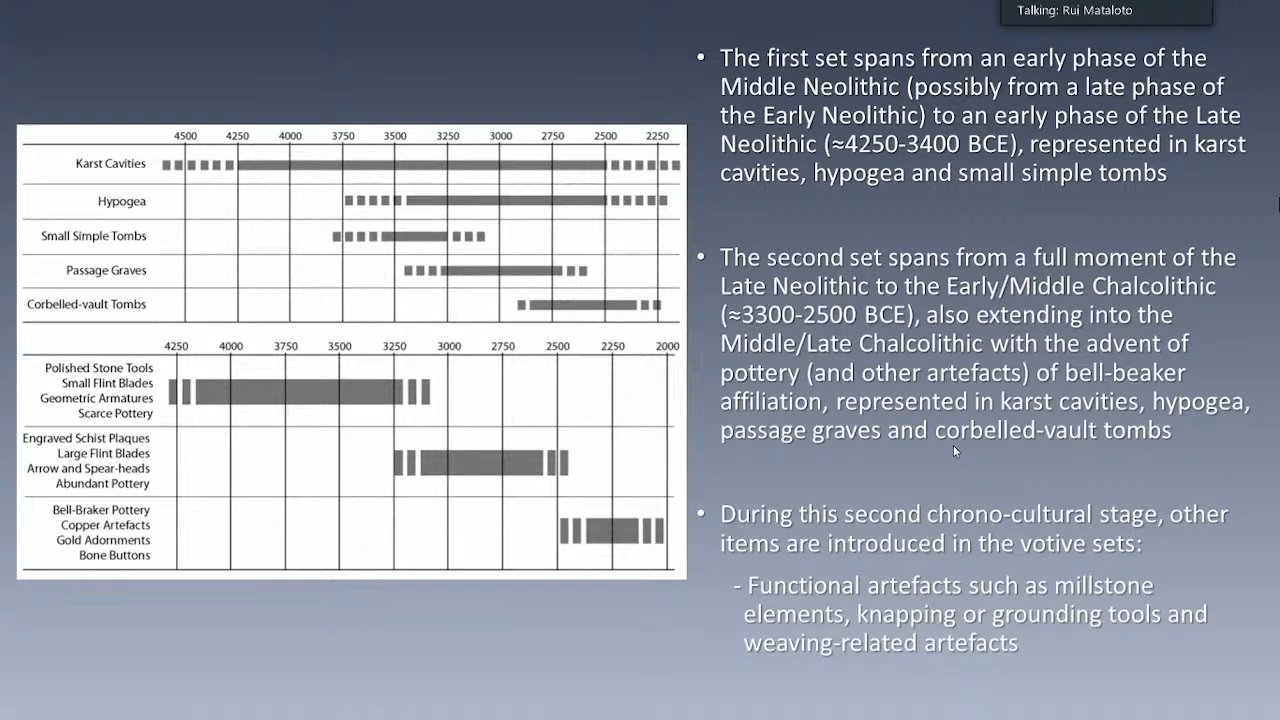 Talking: Rui Mataloto
4500 4250 4000 3750 3500 3250 3000 2750 2500 2250
Karst Cavities
Hypogea
Small Simple Tombs
Passage Graves
Corbelled-vault Tombs
4250 4000 3750 3500 3250 3000 2750 2500 2250 2000
Polished Stone Tools
Small Flint Blades
Geometric Armatures
Scarce Pottery
Engraved Schist Plaques
Large Flint Blades
Arrow and Spear-heads
Abundant Pottery
Bell-Braker Pottery
Copper Artefacts
Gold Adornments
Bone Buttons
• The first set spans from an early phase of the
Middle Neolithic (possibly from a late phase of
the Early Neolithic) to an early phase of the Late
Neolithic (≈4250-3400 BCE), represented in karst
cavities, hypogea and small simple tombs
• The second set spans from a full moment of the
Late Neolithic to the Early/Middle Chalcolithic
(≈3300-2500 BCE), also extending into the
Middle/Late Chalcolithic with the advent of
pottery (and other artefacts) of bell-beaker
affiliation, represented in karst cavities, hypogea,
passage graves and corbelled-vault tombs
• During this second chrono-cultural stage, other
items are introduced in the votive sets:
- Functional artefacts such as millstone
elements, knapping or grounding tools and
weaving-related artefacts